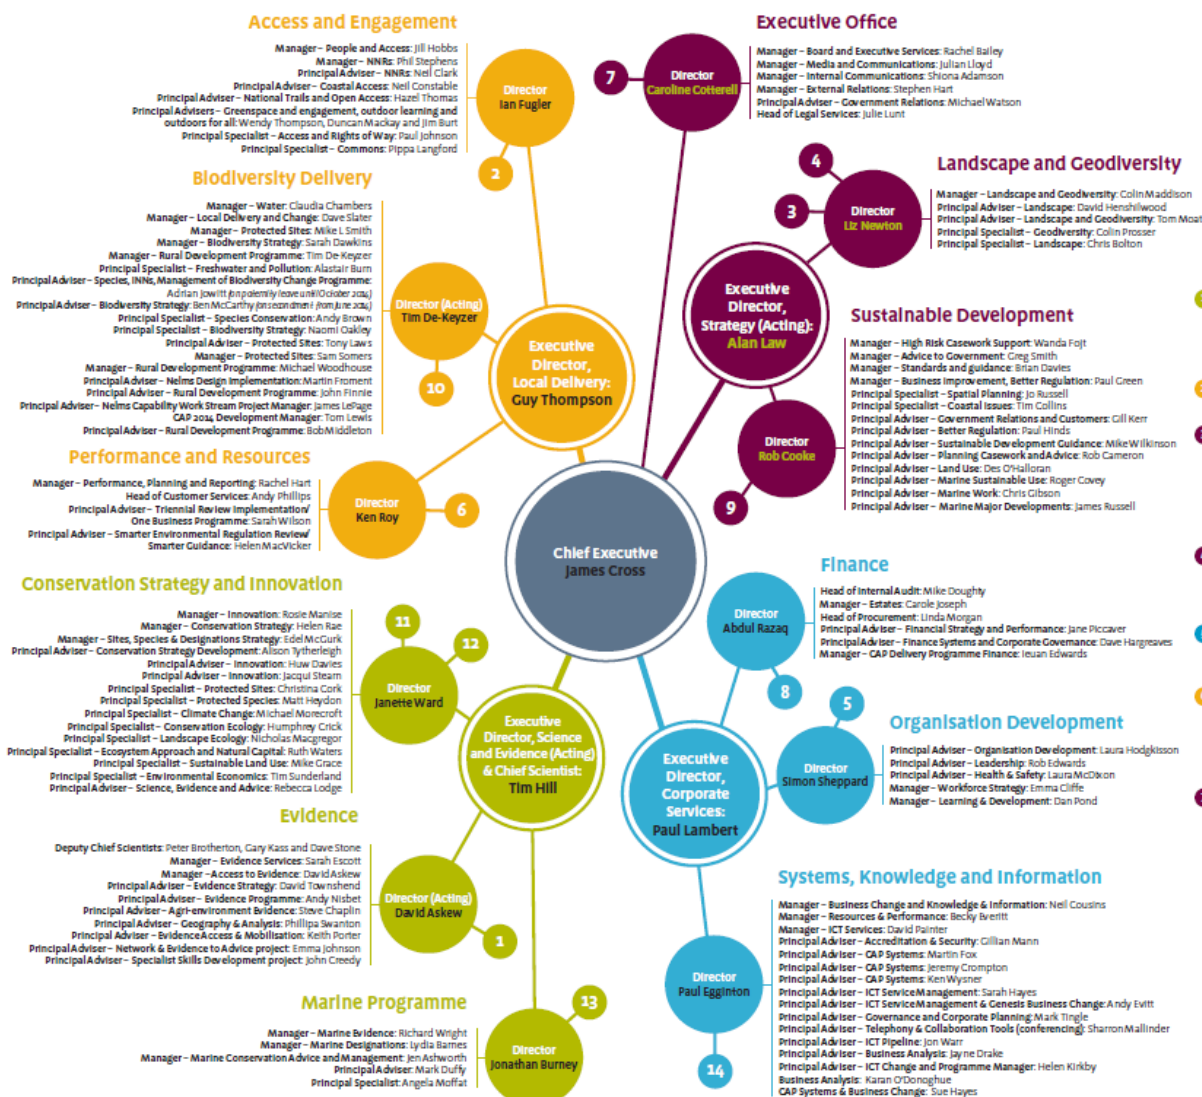 Access and Engagement
Manager – People and Access: Jill Hobbs
Manager – NNRs: Phil Stephens
Principal Adviser – NNRs: Neil Clark
Principal Adviser – Coastal Access: Neil Constable
Principal Adviser – National Trails and Open Access: Hazel Thomas
Principal Advisers – Greenspace and engagement, outdoor learning and
outdoors for all: Wendy Thompson, Duncan Mackay and Jim Burt
Principal Specialist – Access and Rights of Way: Paul Johnson
Principal Specialist – Commons: Pippa Langford
Director
Ian Fugler
2
Biodiversity Delivery
Manager – Water: Claudia Chambers
Manager – Local Delivery and Change: Dave Slater
Manager – Protected Sites: Mike L Smith
Manager – Biodiversity Strategy: Sarah Dawkins
Manager – Rural Development Programme: Tim De-Keyzer
Principal Specialist – Freshwater and Pollution: Alastair Burn
Principal Adviser – Species, INNs, Management of Biodiversity Change Programme:
Adrian Jowitt (on paternity leave until October 2014)
Principal Adviser – Biodiversity Strategy: Ben McCarthy (on secondment from June 2014)
Principal Specialist – Species Conservation: Andy Brown
Principal Specialist – Biodiversity Strategy: Naomi Oakley
Principal Adviser – Protected Sites: Tony Laws
Manager – Protected Sites: Sam Somers
Manager – Rural Development Programme: Michael Woodhouse
Principal Adviser – Nelms Design Implementation: Martin Froment
Principal Adviser – Rural Development Programme: John Finnie
Principal Adviser – Nelms Capability Work Stream Project Manager: James LePage
CAP 2014 Development Manager: Tom Lewis
Principal Adviser – Rural Development Programme: Bob Middleton
Director (Acting)
Tim De-Keyzer
10
Executive
Director,
Local Delivery:
Guy Thompson
Performance and Resources
Manager – Performance, Planning and Reporting: Rachel Hart
Head of Customer Services: Andy Phillips
Principal Adviser – Triennial Review Implementation/
One Business Programme: Sarah Wilson
Principal Adviser – Smarter Environmental Regulation Review/
Smarter Guidance: Helen MacVicker
Director
Ken Roy
6
Executive Office
Manager – Board and Executive Services: Rachel Bailey
Manager – Media and Communications: Julian Lloyd
Manager – Internal Communications: Shiona Adamson
Manager – External Relations: Stephen Hart
Principal Adviser – Government Relations: Michael Watson
Head of Legal Services: Julie Lunt
Director
Caroline Cotterell
7
Landscape and Geodiversity
Manager – Landscape and Geodiversity: Colin Maddison
Principal Adviser – Landscape: David Henshilwood
Principal Adviser – Landscape and Geodiversity: Tom Moat
Principal Specialist – Geodiversity: Colin Prosser
Principal Specialist – Landscape: Chris Bolton
Director
Liz Newton
4
3
Executive
Director,
Strategy (Acting):
Alan Law
Sustainable Development
Manager – High Risk Casework Support: Wanda Fojt
Manager – Advice to Government: Greg Smith
Manager – Standards and guidance: Brian Davies
Manager – Business Improvement, Better Regulation: Paul Green
Principal Specialist – Spatial Planning: Jo Russell
Principal Specialist – Coastal Issues: Tim Collins
Principal Adviser – Government Relations and Customers: Gill Kerr
Principal Adviser – Better Regulation: Paul Hinds
Principal Adviser – Sustainable Development Guidance: Mike Wilkinson
Principal Adviser – Planning Casework and Advice: Rob Cameron
Principal Adviser – Land Use: Des O'Halloran
Principal Adviser – Marine Sustainable Use: Roger Covey
Principal Adviser – Marine Work: Chris Gibson
Principal Adviser – Marine Major Developments: James Russell
Director
Rob Cooke
9
Chief Executive
James Cross
Conservation Strategy and Innovation
Manager – Innovation: Rosie Manise
Manager – Conservation Strategy: Helen Rae
Manager – Sites, Species & Designations Strategy: Edel McGurk
Principal Adviser – Conservation Strategy Development: Alison Tytherleigh
Principal Adviser – Innovation: Huw Davies
Principal Adviser – Innovation: Jacqui Stearn
Principal Specialist – Protected Sites: Christina Cork
Principal Specialist – Protected Species: Matt Heydon
Principal Specialist – Climate Change: Michael Morecroft
Principal Specialist – Conservation Ecology: Humphrey Crick
Principal Specialist – Landscape Ecology: Nicholas Macgregor
Principal Specialist – Ecosystem Approach and Natural Capital: Ruth Waters
Principal Specialist – Sustainable Land Use: Mike Grace
Principal Specialist – Environmental Economics: Tim Sunderland
Principal Adviser – Science, Evidence and Advice: Rebecca Lodge
11
12
Director
Janette Ward
Executive
Director, Science
and Evidence (Acting)
& Chief Scientist:
Tim Hill
Evidence
Deputy Chief Scientists: Peter Brotherton, Gary Kass and Dave Stone
Manager – Evidence Services: Sarah Escott
Manager – Access to Evidence: David Askew
Principal Adviser – Evidence Strategy: David Townshend
Principal Adviser – Evidence Programme: Andy Nisbet
Principal Adviser – Agri-environment Evidence: Steve Chaplin
Principal Adviser – Geography & Analysis: Phillipa Swanton
Principal Adviser – Evidence Access & Mobilisation: Keith Porter
Principal Adviser – Network & Evidence to Advice project: Emma Johnson
Principal Adviser – Specialist Skills Development project: John Creedy
Director (Acting)
David Askew
1
Marine Programme
Manager – Marine Evidence: Richard Wright
Manager – Marine Designations: Lydia Barnes
Manager – Marine Conservation Advice and Management: Jen Ashworth
Principal Adviser: Mark Duffy
Principal Specialist: Angela Moffat
13
Director
Jonathan Burney
Finance
Head of Internal Audit: Mike Doughty
Manager – Estates: Carole Joseph
Head of Procurement: Linda Morgan
Principal Adviser – Financial Strategy and Performance: Jane Piccaver
Principal Adviser – Finance Systems and Corporate Governance: Dave Hargreaves
Manager – CAP Delivery Programme Finance: Ieuan Edwards
Director
Abdul Razaq
8
Organisation Development
Principal Adviser – Organisation Development: Laura Hodgkisson
Principal Adviser – Leadership: Rob Edwards
Principal Adviser – Health & Safety: Laura McDixon
Manager – Workforce Strategy: Emma Cliffe
Manager – Learning & Development: Dan Pond
5
Director
Simon Sheppard
Executive
Director,
Corporate
Services:
Paul Lambert
Systems, Knowledge and Information
Manager – Business Change and Knowledge & Information: Neil Cousins
Manager – Resources & Performance: Becky Everitt
Manager – ICT Services: David Painter
Principal Adviser – Accreditation & Security: Gillian Mann
Principal Adviser – CAP Systems: Martin Fox
Principal Adviser – CAP Systems: Jeremy Crompton
Principal Adviser – CAP Systems: Ken Wysner
Principal Adviser – ICT Service Management: Sarah Hayes
Principal Adviser – ICT Service Management & Genesis Business Change: Andy Evitt
Principal Adviser – Governance and Corporate Planning: Mark Tingle
Principal Adviser – Telephony & Collaboration Tools (conferencing): Sharron Mallinder
Principal Adviser – ICT Pipeline: Jon Warr
Principal Adviser – Business Analysis: Jayne Drake
Principal Adviser – ICT Change and Programme Manager: Helen Kirkby
Business Analysis: Karan O'Donoghue
CAP Systems & Business Change: Sue Hayes
Director
Paul Egginton
14